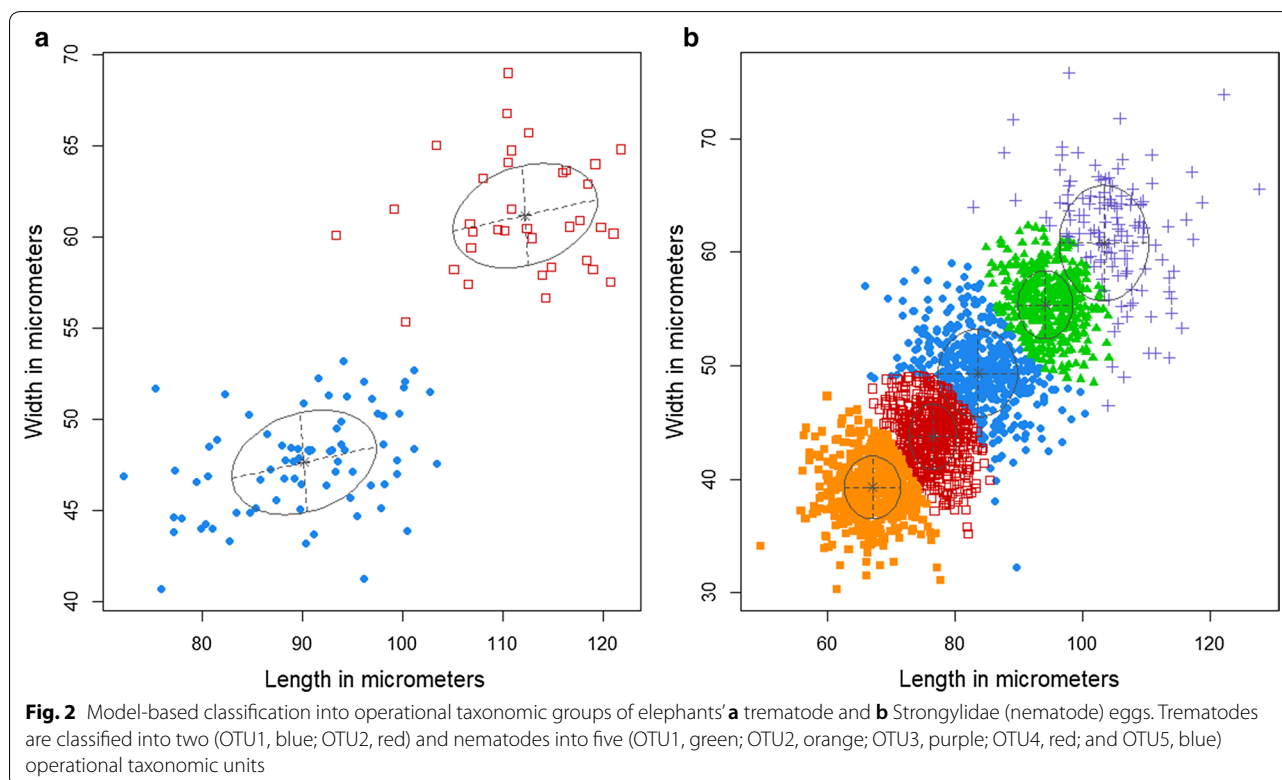 a
b
70
65
60
55
50
45
40
Width in micrometers
80
90
100
110
120
Length in micrometers
70
60
50
40
30
Width in micrometers
60
80
100
120
Length in micrometers
Fig. 2 Model-based classification into operational taxonomic groups of elephants' a trematode and b Strongylidae (nematode) eggs. Trematodes
are classified into two (OTU1, blue; OTU2, red) and nematodes into five (OTU1, green; OTU2, orange; OTU3, purple; OTU4, red; and OTU5, blue)
operational taxonomic units